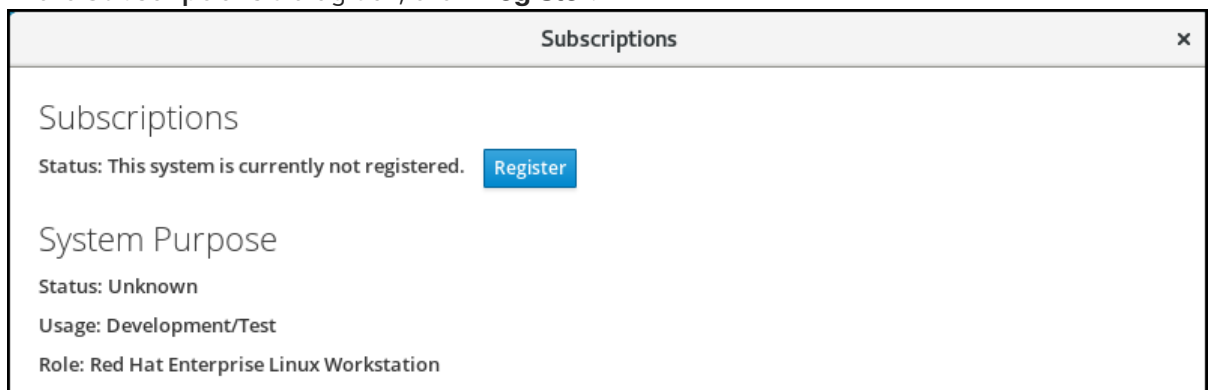 Subscriptions
×
Subscriptions
Status: This system is currently not registered. Register
System Purpose
Status: Unknown
Usage: Development/Test
Role: Red Hat Enterprise Linux Workstation